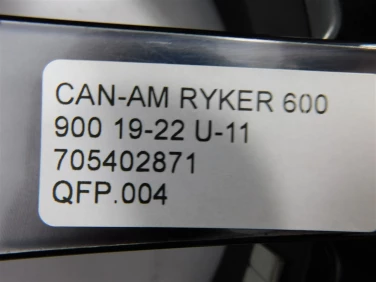 CAN-AM RYKER 600
900 19-22 U-11
705402871
QFP.004